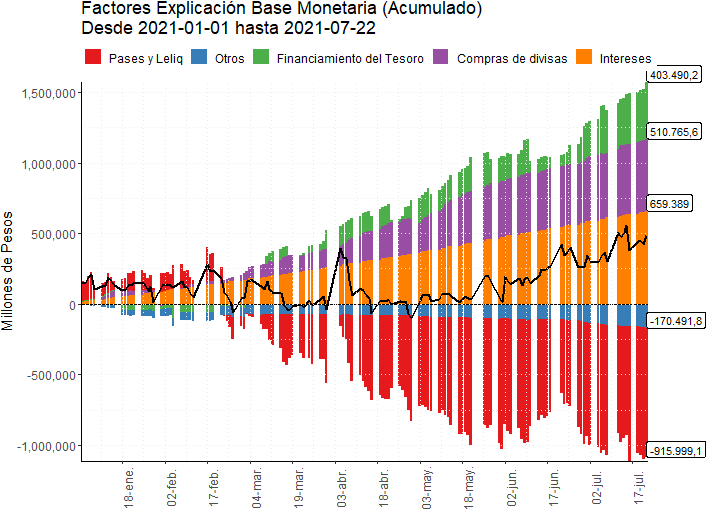 Factores Explicación Base Monetaria (Acumulado)
Desde 2021-01-01 hasta 2021-07-22
Pases y Leliq Otros Financiamiento del Tesoro Compras de divisas Intereses
Millones de Pesos
1,500,000
1,000,000
500,000
0
-500,000
-1,000,000
403.490,2
510.765,6
659.389
-170.491,8
-915.999,1
18-ene.
02-feb.
17-feb.
04-mar.
19-mar.
03-abr.
18-abr.
03-may.
18-may.
02-jun.
17-jun.
02-jul.
17-jul.